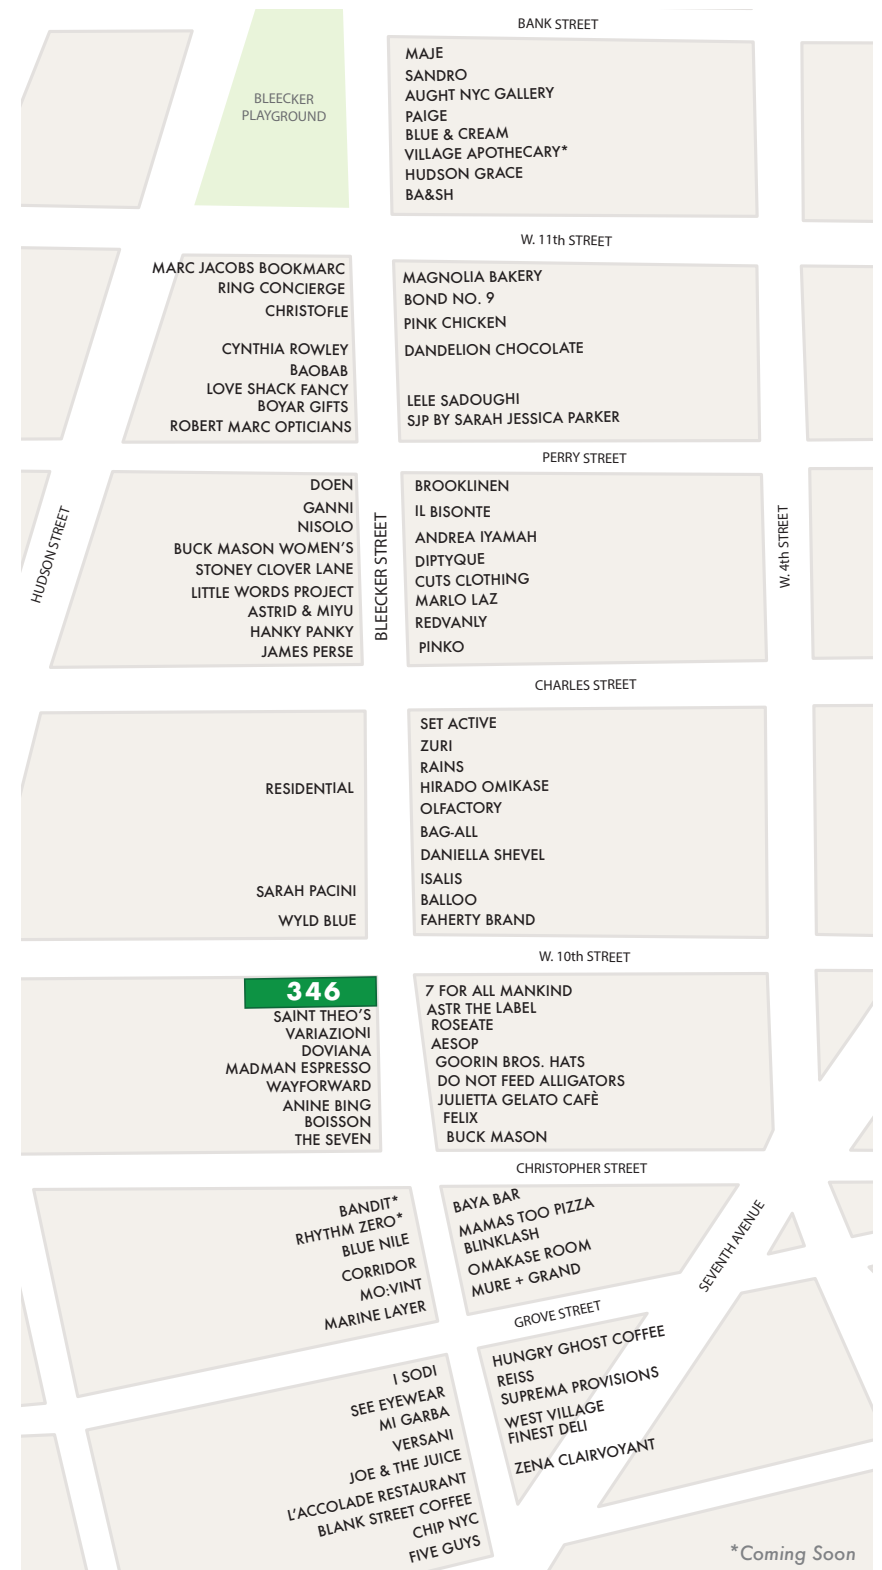 BANK STREET
BLEECKER
PLAYGROUND
MAJE
SANDRO
AUGHT NYC GALLERY
PAIGE
BLUE & CREAM
VILLAGE APOTHECARY*
HUDSON GRACE
BA&SH
W. 11th STREET
MARC JACOBS BOOKMARC
RING CONCIERGE
CHRISTOFLE
CYNTHIA ROWLEY
BAOBAB
LOVE SHACK FANCY
BOYAR GIFTS
ROBERT MARC OPTICIANS
MAGNOLIA BAKERY
BOND NO. 9
PINK CHICKEN
DANDELION CHOCOLATE
LELE SADOUGHI
SJP BY SARAH JESSICA PARKER
PERRY STREET
HUDSON STREET
DOEN
GANNI
NISOLO
BUCK MASON WOMEN'S
STONEY CLOVER LANE
LITTLE WORDS PROJECT
ASTRID & MIYU
HANKY PANKY
JAMES PERSE
BLEECKER STREET
BROOKLINEN
IL BISONTE
ANDREA IYAMAH
DIPTYQUE
CUTS CLOTHING
MARLO LAZ
REDVANLY
PINKO
W. 4th STREET
CHARLES STREET
RESIDENTIAL
SARAH PACINI
WYLD BLUE
SET ACTIVE
ZURI
RAINS
HIRADO OMIKASE
OLFACTORY
BAG-ALL
DANIELLA SHEVEL
ISALIS
BALLOO
FAHERTY BRAND
W. 10th STREET
346
SAINT THEO'S
VARIAZIONI
DOVIANA
MADMAN ESPRESSO
WAYFORWARD
ANINE BING
BOISSON
THE SEVEN
7 FOR ALL MANKIND
ASTR THE LABEL
ROSEATE
AESOP
GOORIN BROS. HATS
DO NOT FEED ALLIGATORS
JULIETTA GELATO CAFÈ
FELIX
BUCK MASON
CHRISTOPHER STREET
BANDIT*
RHYTHM ZERO*
BLUE NILE
CORRIDOR
MO:VINT
MARINE LAYER
BAYA BAR
MAMAS TOO PIZZA
BLINKLASH
OMAKASE ROOM
MURE + GRAND
SEVENTH AVENUE
GROVE STREET
I SODI
SEE EYEWEAR
MI GARBA
VERSANI
JOE & THE JUICE
L'ACCOLADE RESTAURANT
BLANK STREET COFFEE
CHIP NYC
FIVE GUYS
HUNGRY GHOST COFFEE
REISS
SUPREMA PROVISIONS
WEST VILLAGE
FINEST DELI
ZENA CLAIRVOYANT
*Coming Soon